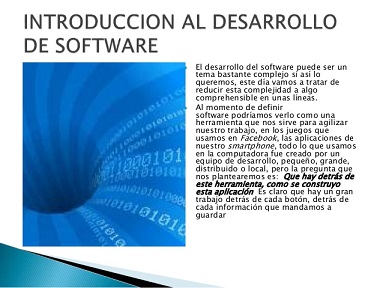 INTRODUCCION AL DESARROLLO
DE SOFTWARE
El desarrollo del software puede ser un
tema bastante complejo si asi lo
queremos, este día vamos a tratar de
reducir esta complejidad a algo
comprehensible en unas líneas.
Al momento de definir
software podríamos verlo como una
herramienta que nos sirve para agilizar
nuestro trabajo, en los juegos que
usamos en Facebook, las aplicaciones de
nuestro smartphone, todo lo que usamos
en la computadora fue creado por un
equipo de desarrollo, pequeño, grande,
distribuido o local, pero la pregunta que
nos plantearemos es: Que hay detrás de
este herramienta, como se construyo
esta aplicación Es claro que hay un gran
trabajo detrás de cada botón, detrás de
cada información que mandamos a
guardar